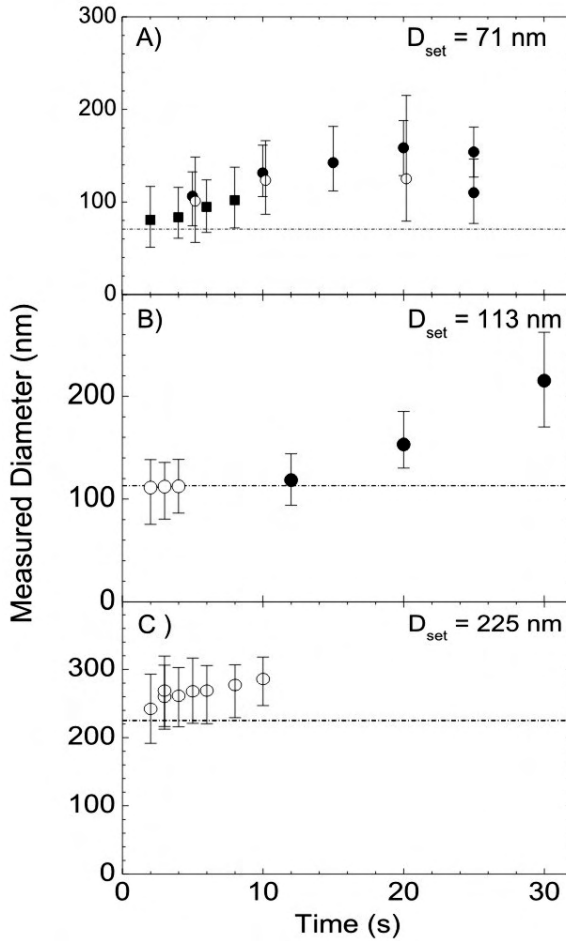 300
A)
D_set = 71 nm
200
100
0
B)
D_set = 113 nm
200
100
0
C )
D_set = 225 nm
300
200
100
0
0
10
20
30
Measured Diameter (nm)
Time (s)